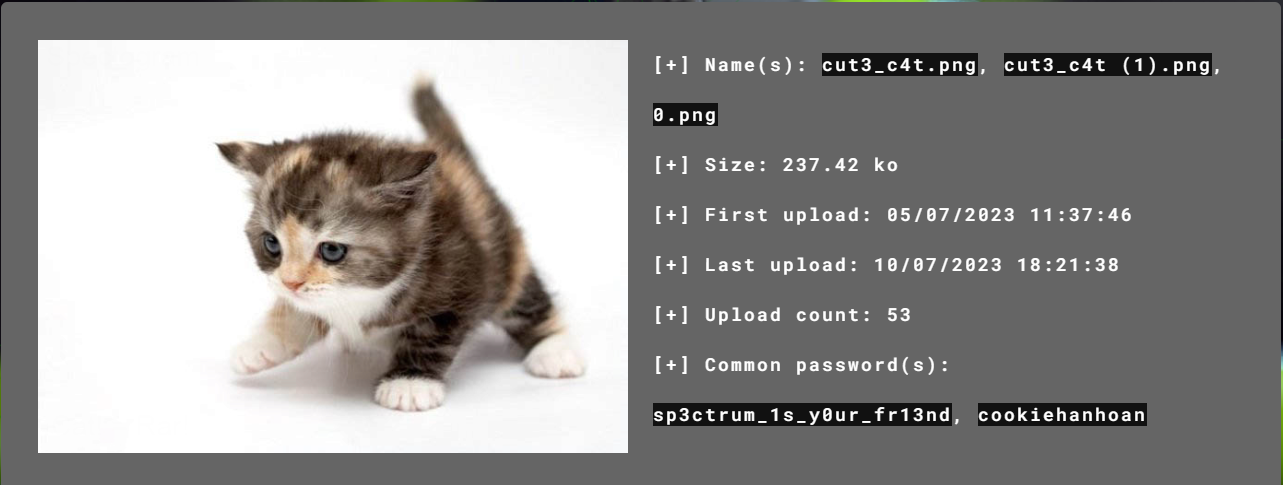 [+] Name(s): cut3_c4t.png, cut3_c4t (1).png,
0.png
[+] Size: 237.42 ko
[+] First upload: 05/07/2023 11:37:46
[+] Last upload: 10/07/2023 18:21:38
[+] Upload count: 53
[+] Common password(s):
sp3ctrum_1s_y0ur_fr13nd, cookiehanhoan